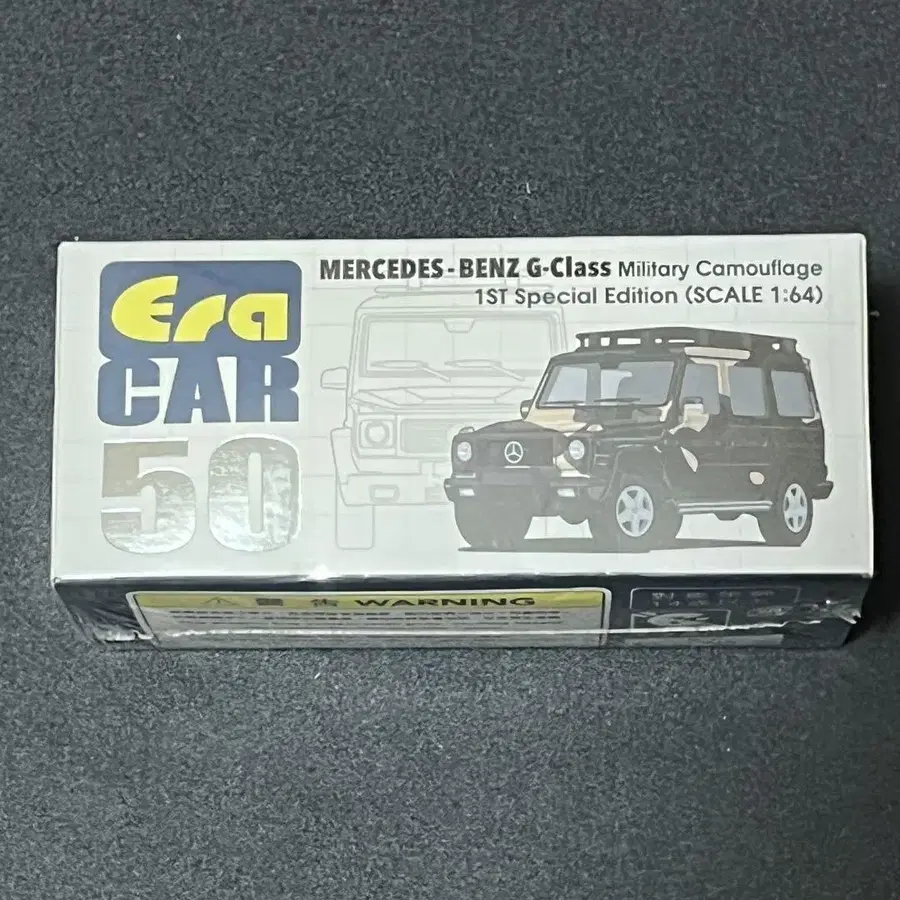 Era
CAR
50
MERCEDES-BENZ G-Class Military Camouflage
1ST Special Edition (SCALE 1:64)
WARNING